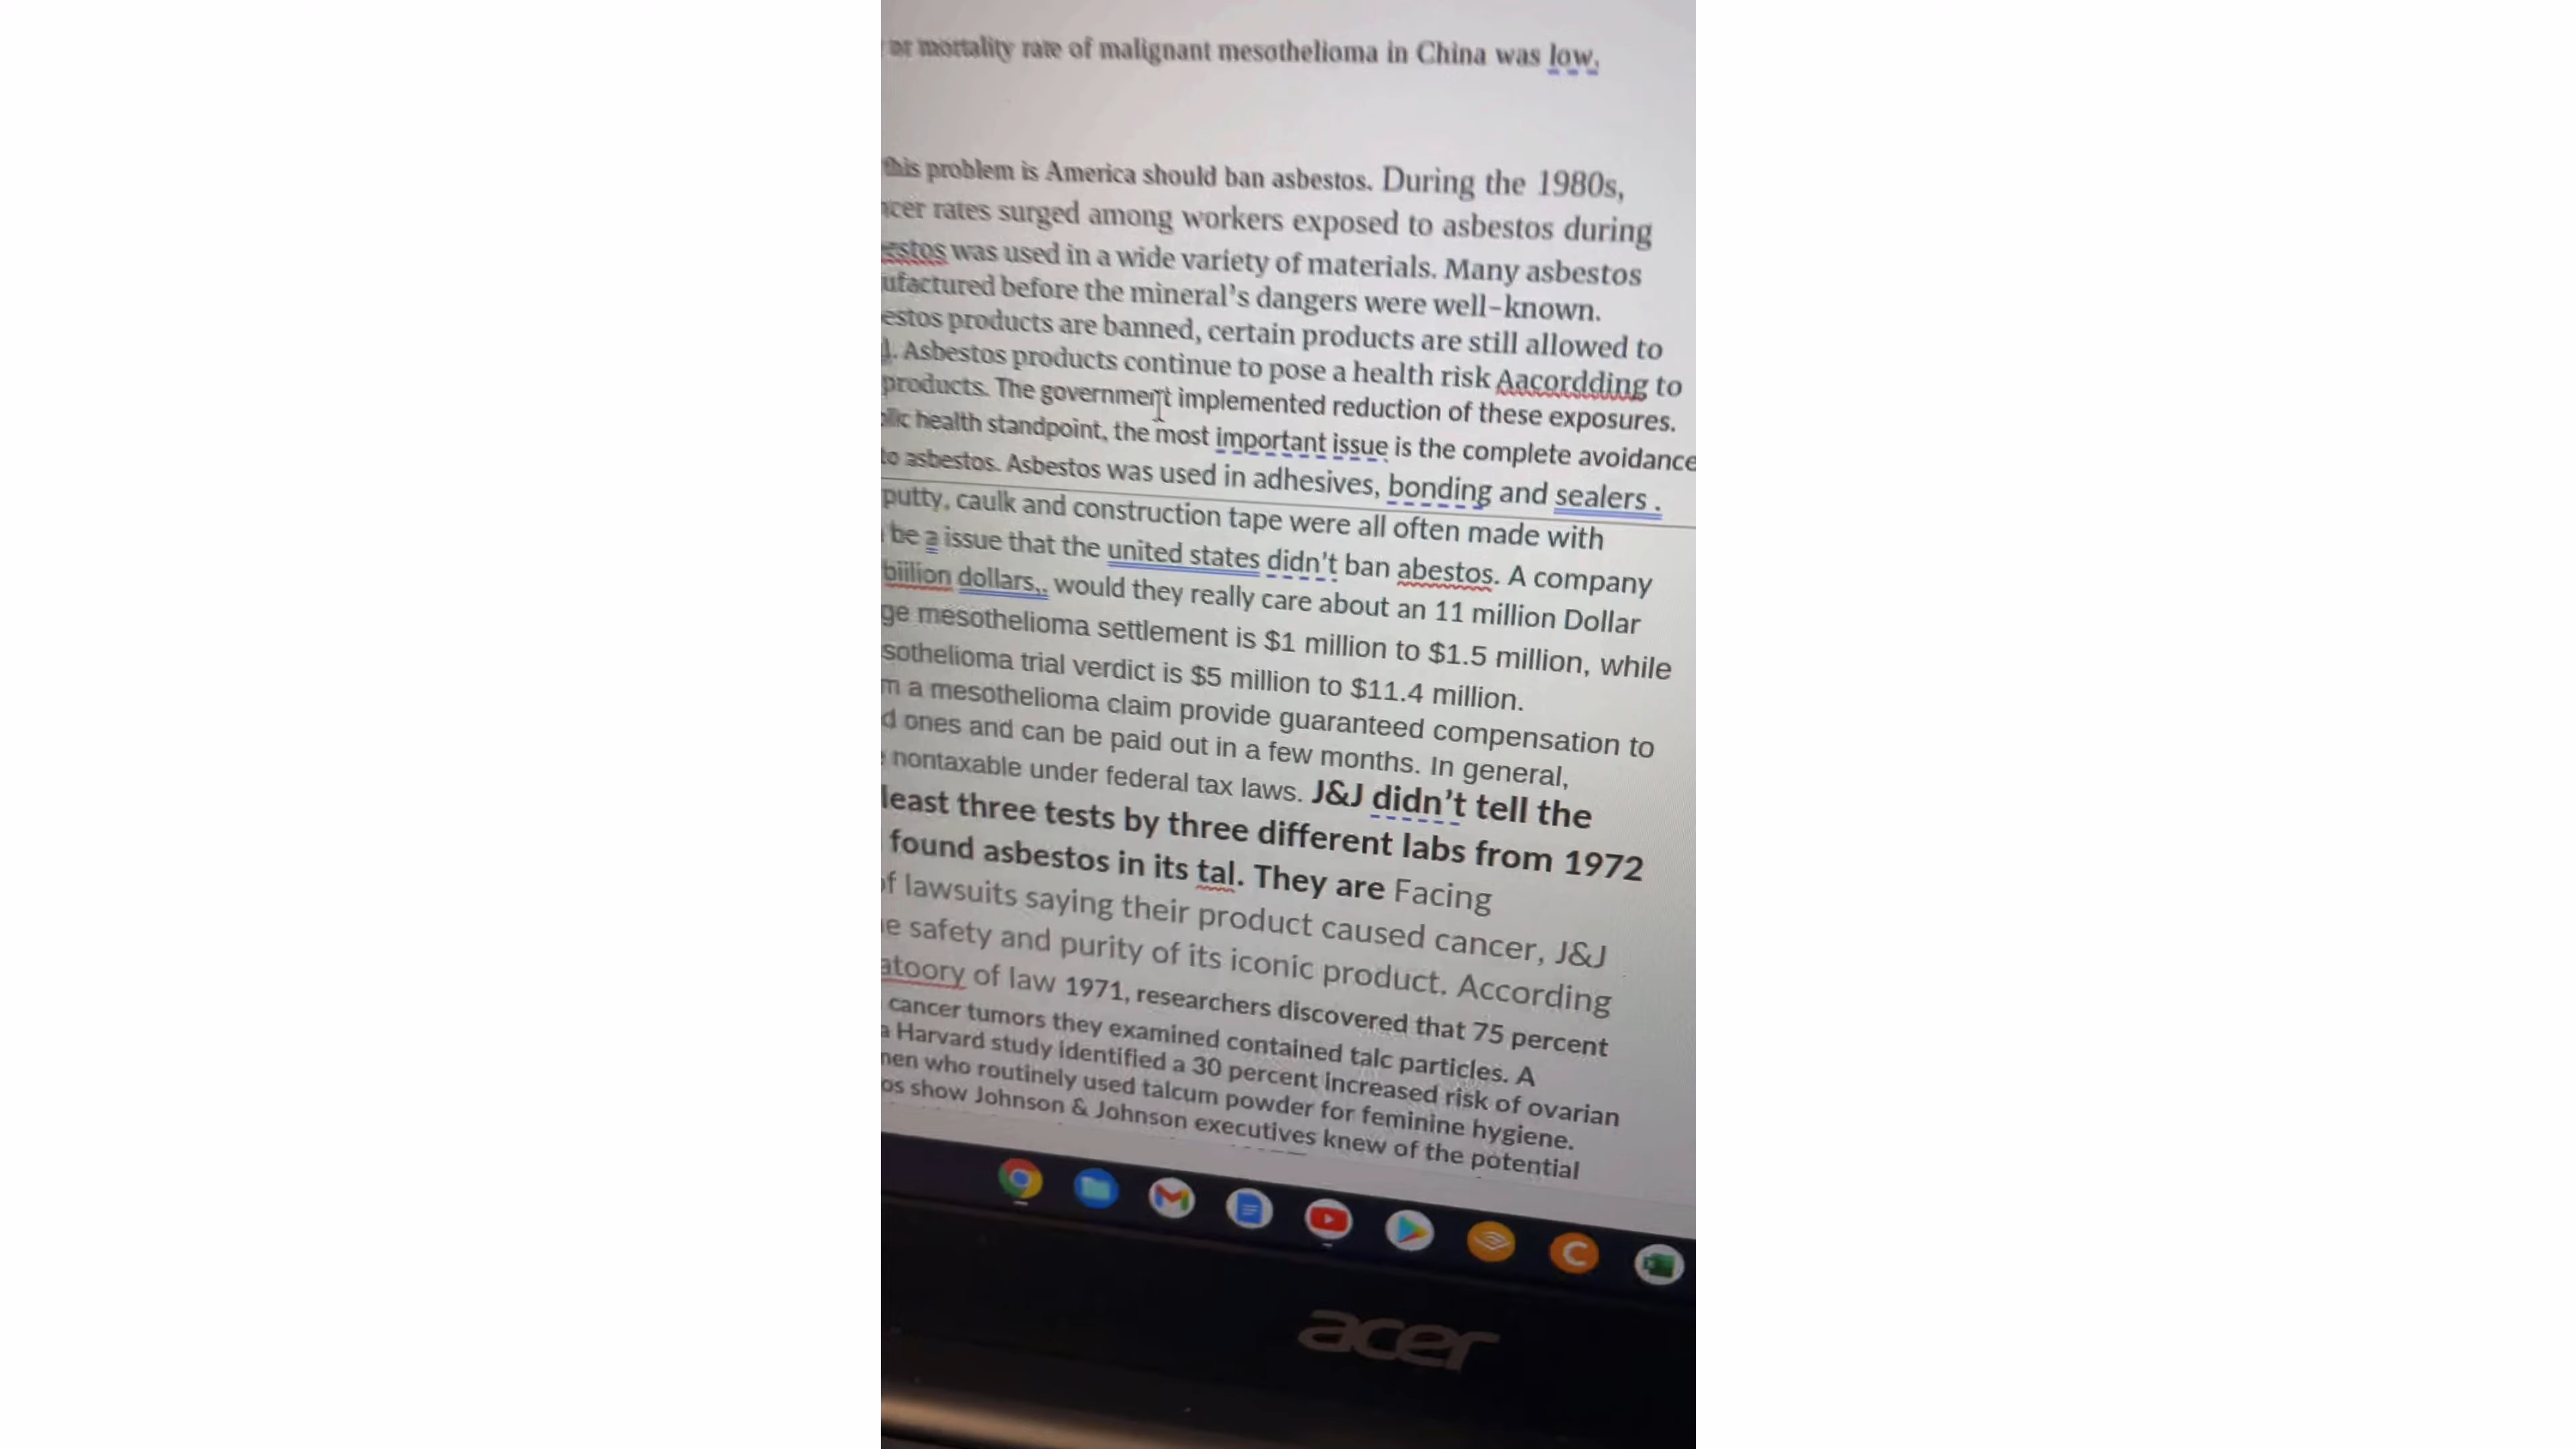 or mortality rate of malignant mesothelioma in China was low.
this problem is America should ban asbestos. During the 1980s,
cer rates surged among workers exposed to asbestos during
estos was used in a wide variety of materials. Many asbestos
ufactured before the mineral's dangers were well-known.
estos products are banned, certain products are still allowed to
). Asbestos products continue to pose a health risk Aacordding to
products. The government implemented reduction of these exposures.
blic health standpoint, the most important issue is the complete avoidance
to asbestos. Asbestos was used in adhesives, bonding and sealers .
putty, caulk and construction tape were all often made with
be a issue that the united states didn't ban abestos. A company
biilion dollars,, would they really care about an 11 million Dollar
ge mesothelioma settlement is $1 million to $1.5 million, while
sothelioma trial verdict is $5 million to $11.4 million.
m a mesothelioma claim provide guaranteed compensation to
d ones and can be paid out in a few months. In general,
e nontaxable under federal tax laws. J&J didn't tell the
least three tests by three different labs from 1972
found asbestos in its tal. They are Facing
of lawsuits saying their product caused cancer, J&J
e safety and purity of its iconic product. According
atoory of law 1971, researchers discovered that 75 percent
cancer tumors they examined contained talc particles. A
a Harvard study identified a 30 percent increased risk of ovarian
men who routinely used talcum powder for feminine hygiene.
os show Johnson & Johnson executives knew of the potential
acer